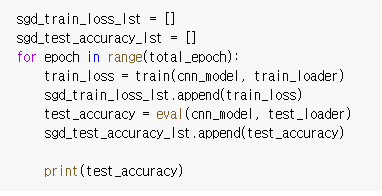 sgd_train_loss_lst = []
sgd_test_accuracy_lst = []
for epoch in range(total_epoch):
    train_loss = train(cnn_model, train_loader)
    sgd_train_loss_lst.append(train_loss)
    test_accuracy = eval(cnn_model, test_loader)
    sgd_test_accuracy_lst.append(test_accuracy)

    print(test_accuracy)